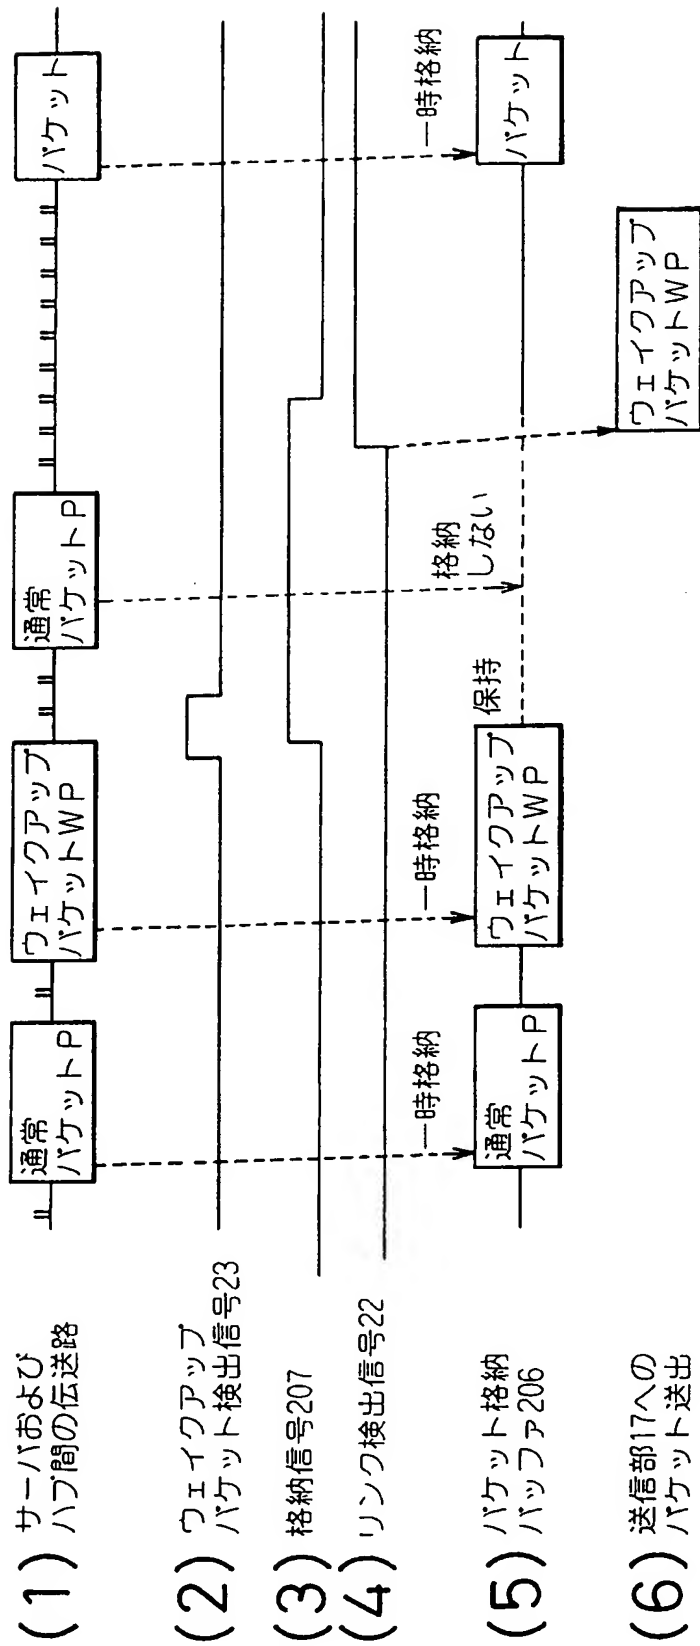 (1) サーバおよび
ハブ間の伝送路
通常
パケットP
ウェイクアップ
パケットWP
通常
パケットP
パケット
(2) ウェイクアップ
パケット検出信号23
(3) 格納信号207
(4) リンク検出信号22
一時格納
一時格納
保持
格納
しない
一時格納
(5) パケット格納
バッファ206
通常
パケットP
ウェイクアップ
パケットWP
パケット
(6) 送信部17への
パケット送出
ウェイクアップ
パケットWP